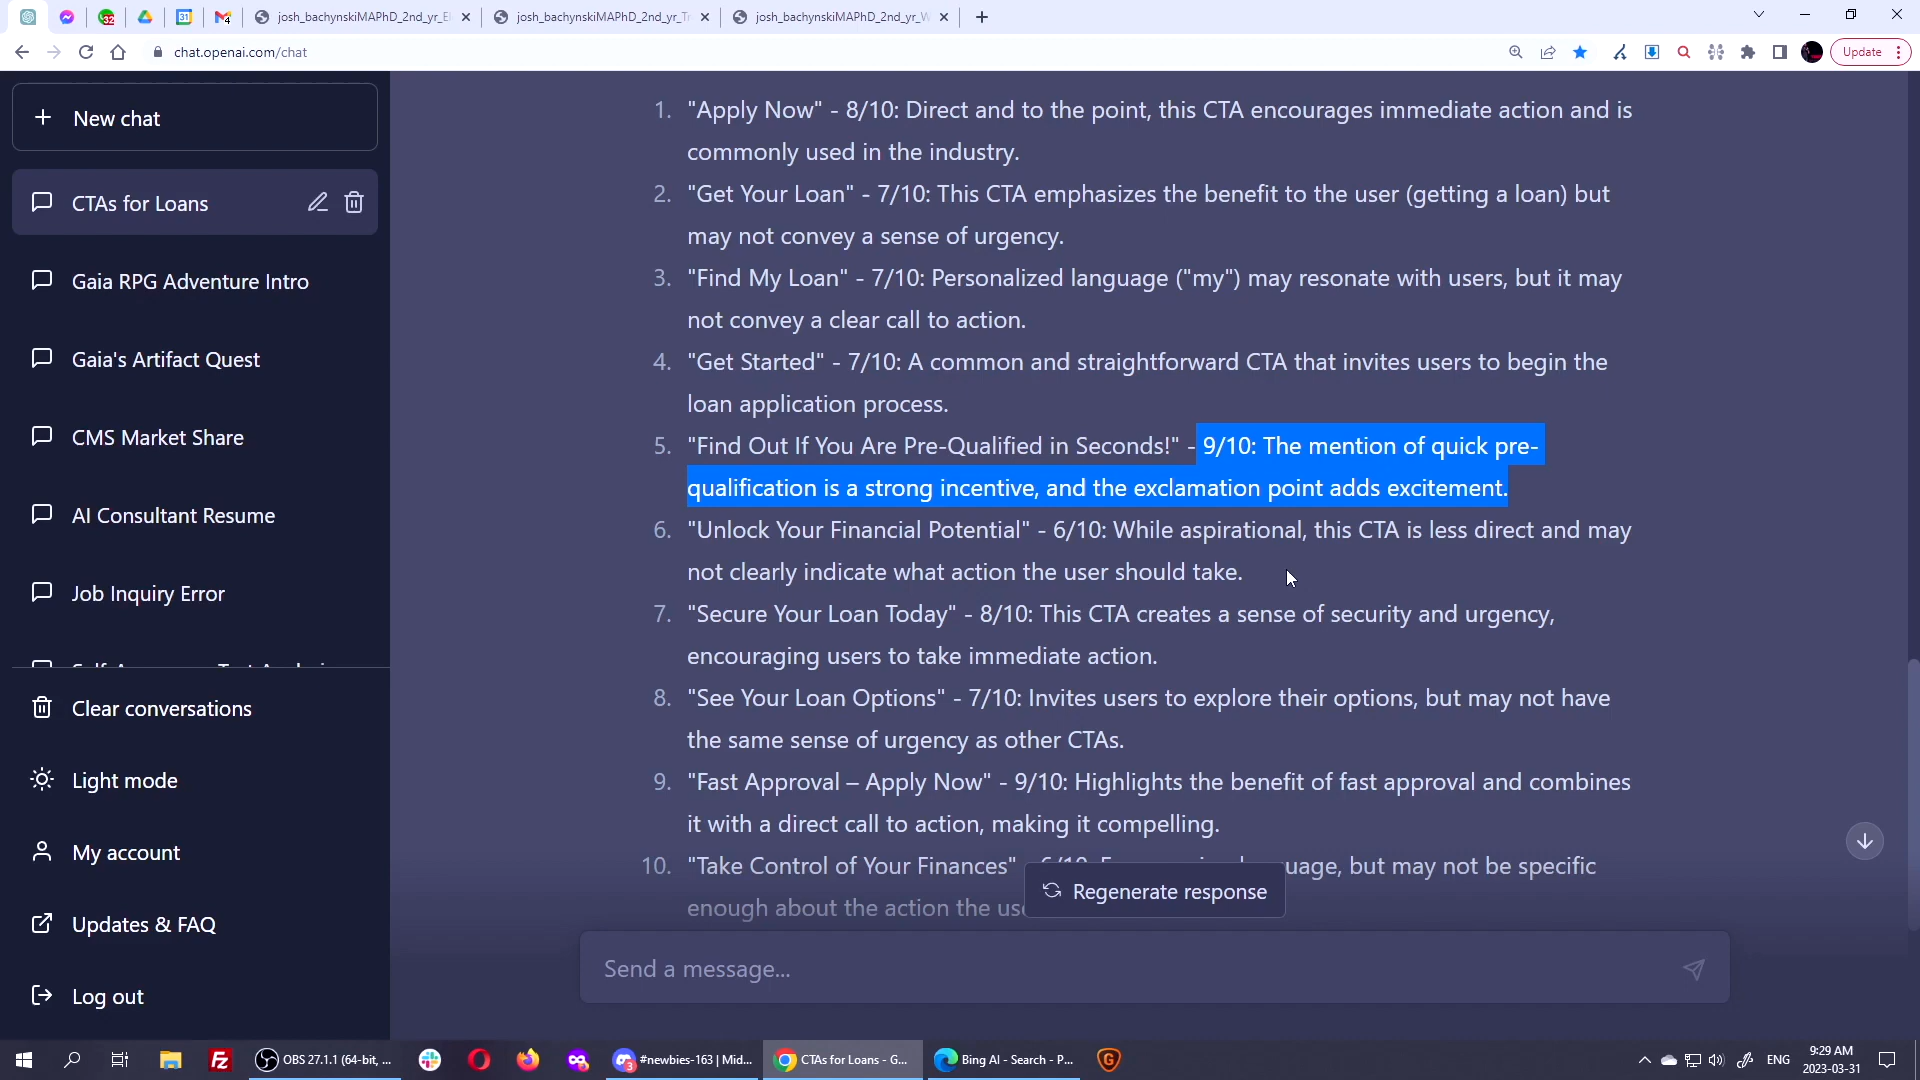 josh_bachynskiMAPhD_2nd_yr_E
josh_bachynskiMAPhD_2nd_yr_Tr
josh_bachynskiMAPhD_2nd_yr_W
chat.openai.com/chat
Update
New chat
CTAs for Loans
Gaia RPG Adventure Intro
Gaia's Artifact Quest
CMS Market Share
AI Consultant Resume
Job Inquiry Error
Clear conversations
Light mode
My account
Updates & FAQ
Log out
1. "Apply Now" - 8/10: Direct and to the point, this CTA encourages immediate action and is
commonly used in the industry.
2. "Get Your Loan" - 7/10: This CTA emphasizes the benefit to the user (getting a loan) but
may not convey a sense of urgency.
3. "Find My Loan" - 7/10: Personalized language ("my") may resonate with users, but it may
not convey a clear call to action.
4. "Get Started" - 7/10: A common and straightforward CTA that invites users to begin the
loan application process.
5. "Find Out If You Are Pre-Qualified in Seconds!" - 9/10: The mention of quick pre-
qualification is a strong incentive, and the exclamation point adds excitement.
6. "Unlock Your Financial Potential" - 6/10: While aspirational, this CTA is less direct and may
not clearly indicate what action the user should take.
7. "Secure Your Loan Today" - 8/10: This CTA creates a sense of security and urgency,
encouraging users to take immediate action.
8. "See Your Loan Options" - 7/10: Invites users to explore their options, but may not have
the same sense of urgency as other CTAs.
9. "Fast Approval – Apply Now" - 9/10: Highlights the benefit of fast approval and combines
it with a direct call to action, making it compelling.
10. "Take Control of Your Finances" uage, but may not be specific
enough about the action the
Regenerate response
Send a message...
OBS 27.1.1 (64-bit, ...
#newbies-163 | Mid...
CTAs for Loans - G...
Bing AI - Search - P...
ENG
9:29 AM
2023-03-31